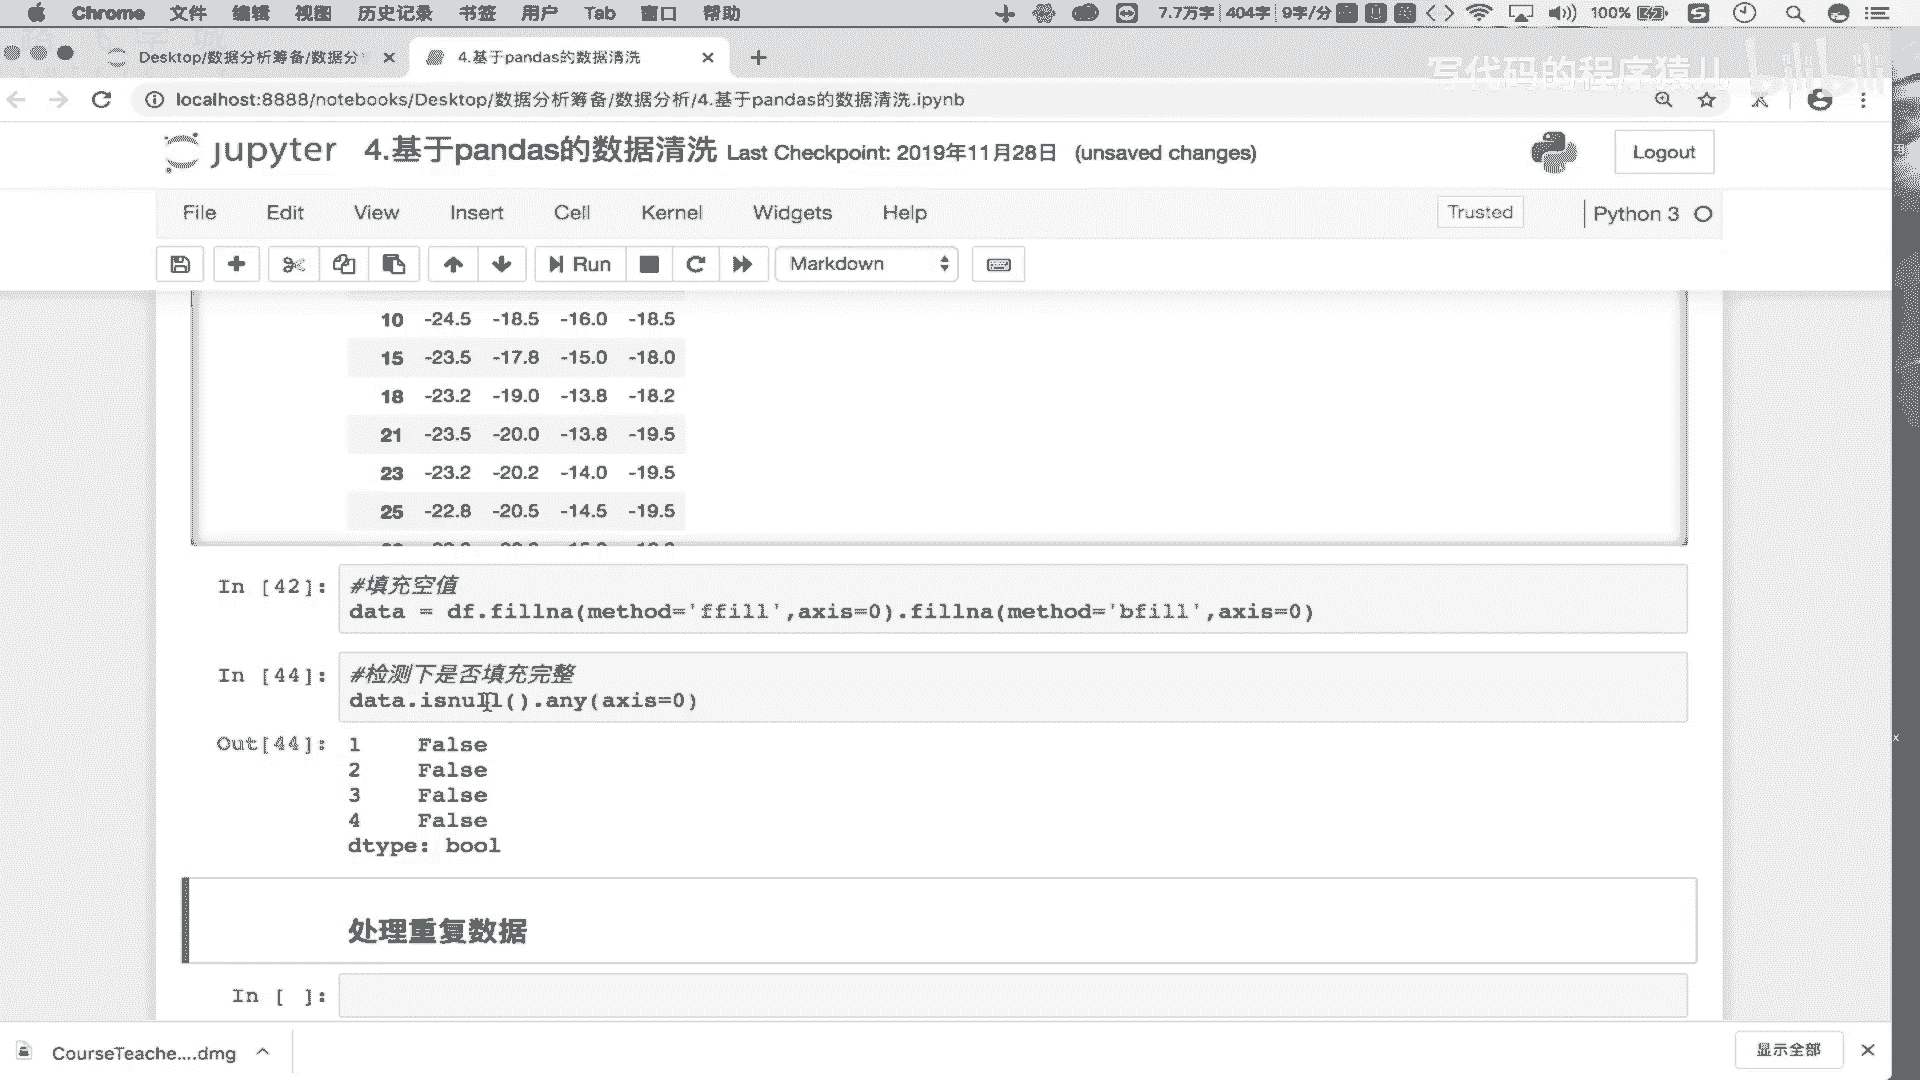 Chrome 文件 编辑 视图 历史记录 书签 用户 Tab 窗口 帮助 7.7万字 404字 9字/分 100%
Desktop/数据分析筹备/数据分 4.基于pandas的数据清洗
写代码的程序猿儿 bilibili
localhost:8888/notebooks/Desktop/数据分析筹备/数据分析/4.基于pandas的数据清洗.ipynb
jupyter 4.基于pandas的数据清洗 Last Checkpoint: 2019年11月28日 (unsaved changes) Logout
File Edit View Insert Cell Kernel Widgets Help Trusted Python 3
Run Markdown
10 -24.5 -18.5 -16.0 -18.5
15 -23.5 -17.8 -15.0 -18.0
18 -23.2 -19.0 -13.8 -18.2
21 -23.5 -20.0 -13.8 -19.5
23 -23.2 -20.2 -14.0 -19.5
25 -22.8 -20.5 -14.5 -19.5
In [42]: #填充空值
data = df.fillna(method='ffill',axis=0).fillna(method='bfill',axis=0)
In [44]: #检测下是否填充完整
data.isnull().any(axis=0)
Out[44]: 1 False
2 False
3 False
4 False
dtype: bool
处理重复数据
In [ ]:
CourseTeache....dmg 显示全部